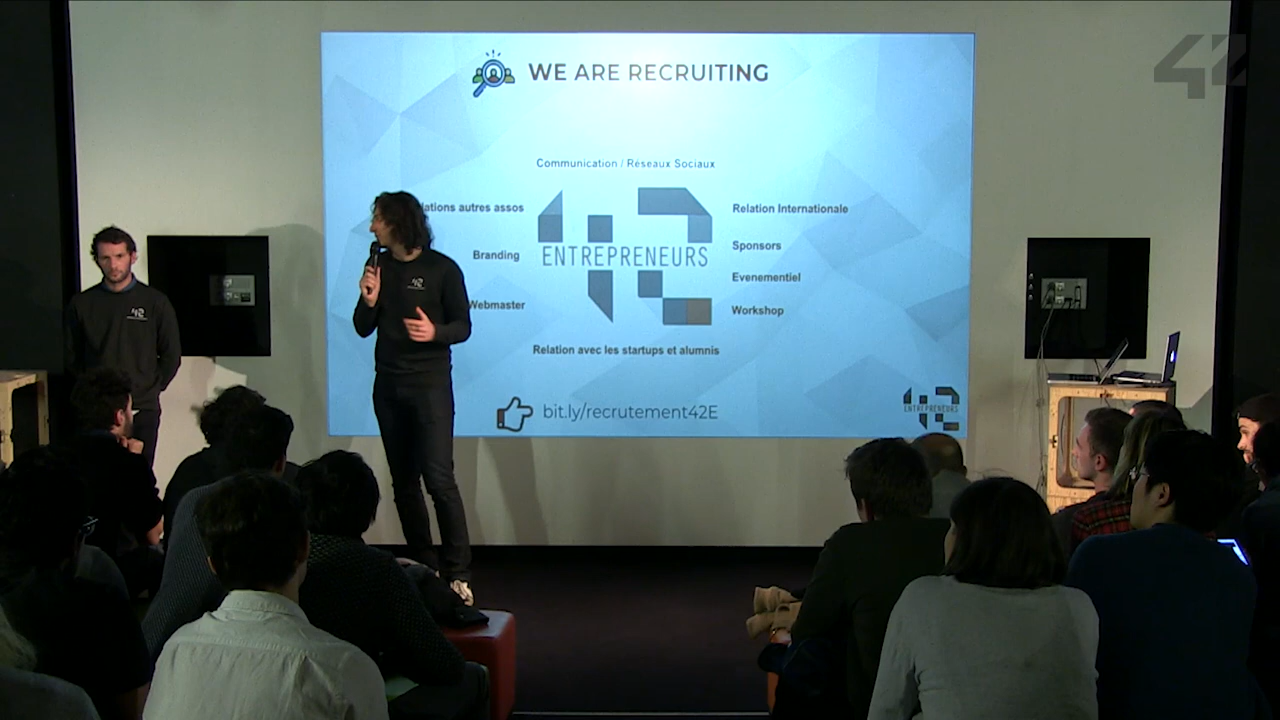 42
WE ARE RECRUITING
Communication / Réseaux Sociaux
autres assos
Branding
Webmaster
ENTREPRENEURS
Relation Internationale
Sponsors
Evenementiel
Workshop
Relation avec les startups et alumnis
bit.ly/recrutement42E
ENTREPRENEURS
42
42